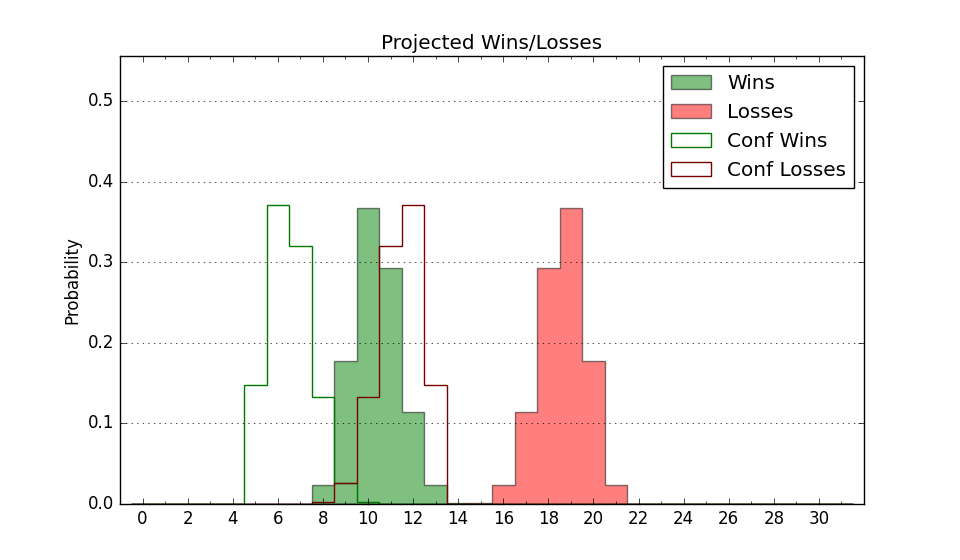 Projected Wins/Losses
Wins
Losses
Conf Wins
Conf Losses
Probability
0.5
0.4
0.3
0.2
0.1
0.0
0 2 4 6 8 10 12 14 16 18 20 22 24 26 28 30